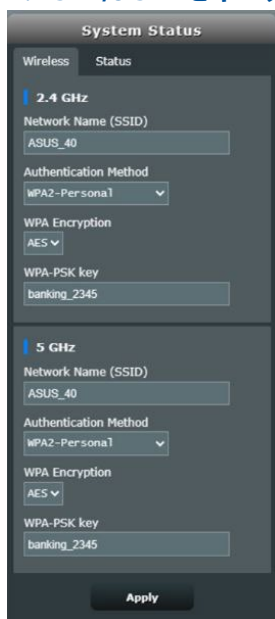 System Status
Wireless Status
2.4 GHz
Network Name (SSID)
ASUS_40
Authentication Method
WPA2-Personal
WPA Encryption
AES
WPA-PSK key
banking_2345
5 GHz
Network Name (SSID)
ASUS_40
Authentication Method
WPA2-Personal
WPA Encryption
AES
WPA-PSK key
banking_2345
Apply